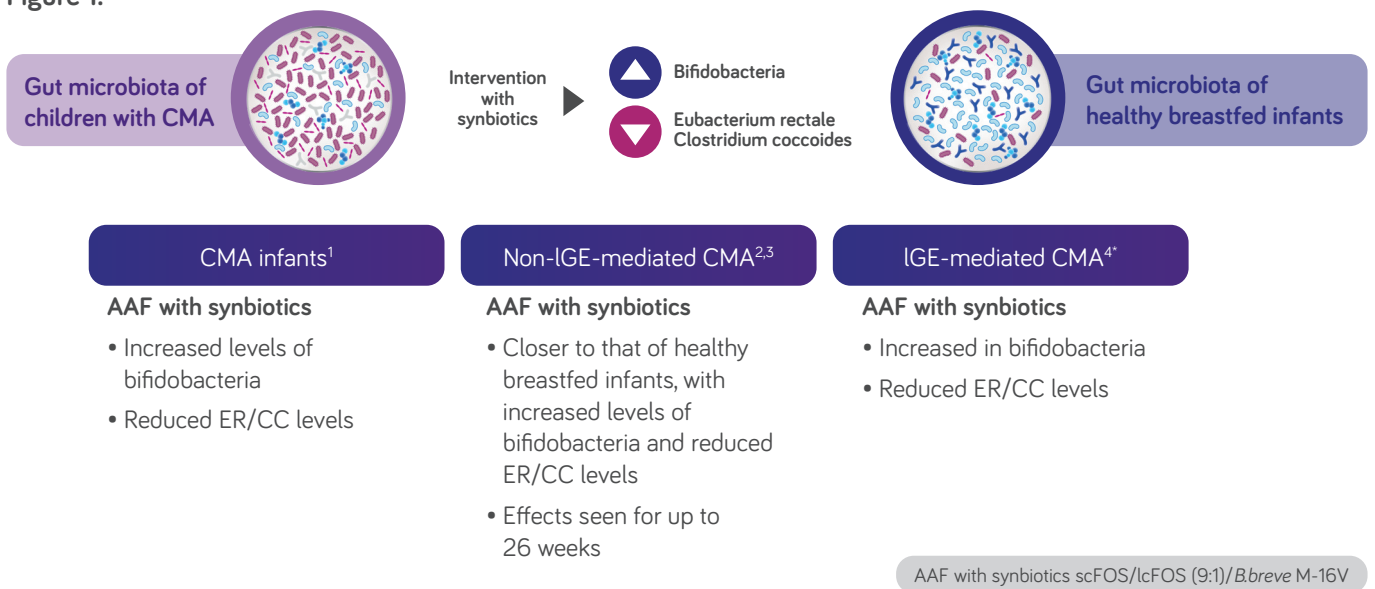 Figure 1.
Gut microbiota of
children with CMA
Intervention
with
synbiotics
Bifidobacteria
Eubacterium rectale
Clostridium coccoides
Gut microbiota of
healthy breastfed infants
CMA infants¹
AAF with synbiotics
• Increased levels of
bifidobacteria
• Reduced ER/CC levels
Non-lGE-mediated CMA²,³
AAF with synbiotics
• Closer to that of healthy
breastfed infants, with
increased levels of
bifidobacteria and reduced
ER/CC levels
• Effects seen for up to
26 weeks
lGE-mediated CMA⁴*
AAF with synbiotics
• Increased in bifidobacteria
• Reduced ER/CC levels
AAF with synbiotics scFOS/lcFOS (9:1)/B.breve M-16V